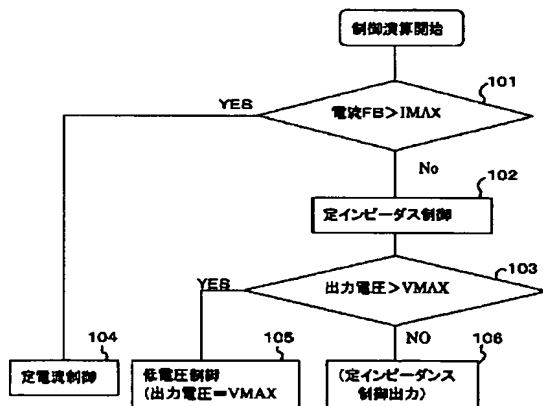 制御演算開始
101
電流FB>IMAX
YES
No
102
定インピーダス制御
103
出力電圧>VMAX
YES
NO
104
定電流制御
105
低電圧制御
(出力電圧=VMAX
106
(定インピーダンス
制御出力)